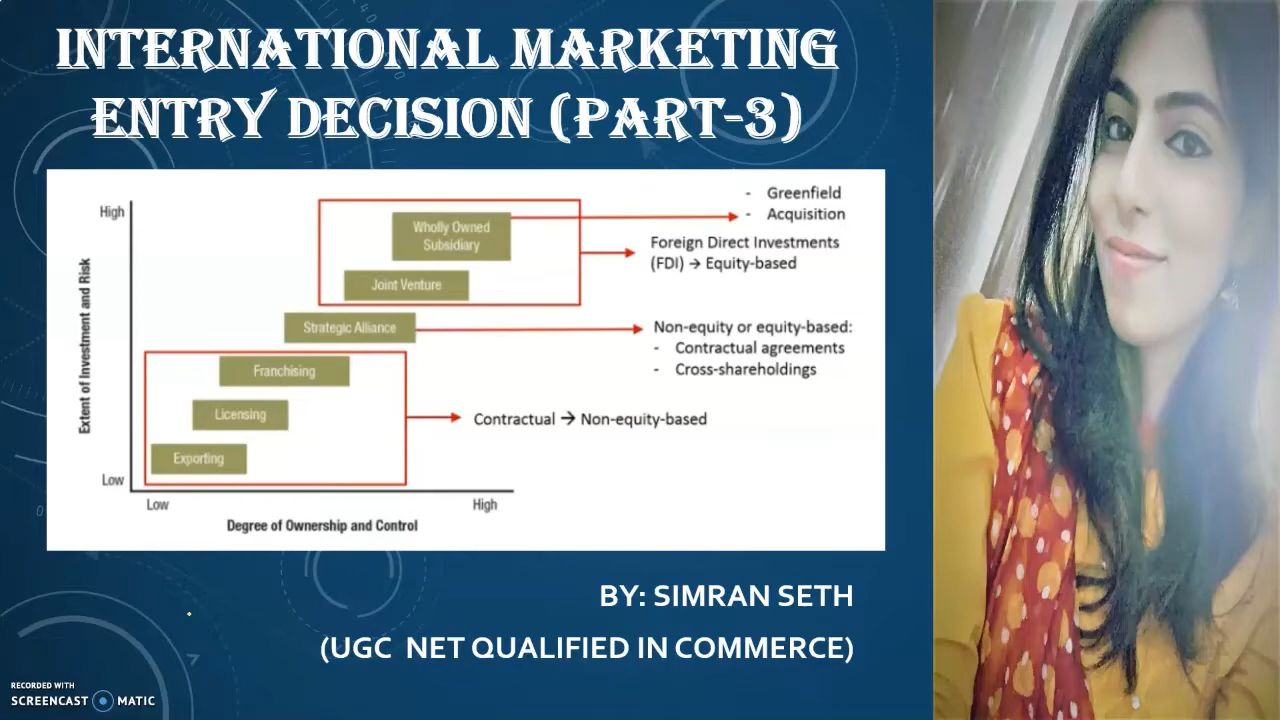 INTERNATIONAL MARKETING
ENTRY DECISION (PART-3)
High
Wholly Owned
Subsidiary
- Greenfield
- Acquisition
Foreign Direct Investments
(FDI) → Equity-based
Joint Venture
Strategic Alliance
Non-equity or equity-based:
- Contractual agreements
- Cross-shareholdings
Franchising
Licensing
Contractual → Non-equity-based
Exporting
Extent of Investment and Risk
Low
Low
High
Degree of Ownership and Control
BY: SIMRAN SETH
(UGC NET QUALIFIED IN COMMERCE)
RECORDED WITH
SCREENCAST MATIC